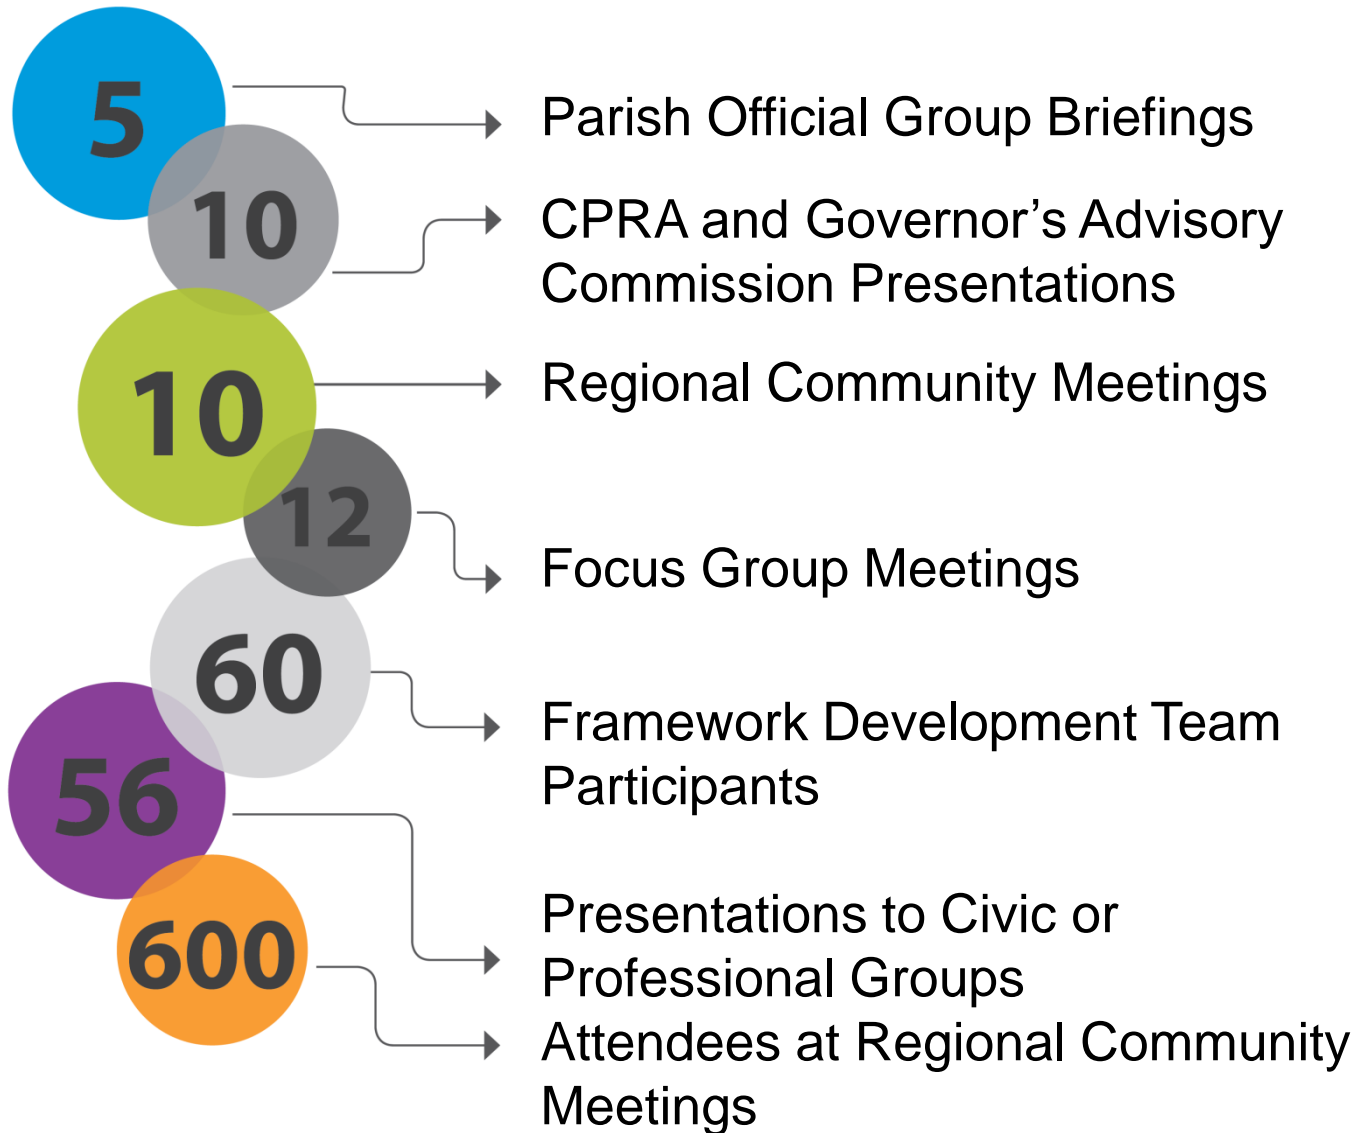 5
Parish Official Group Briefings
10
CPRA and Governor’s Advisory
Commission Presentations
10
Regional Community Meetings
12
Focus Group Meetings
60
Framework Development Team
Participants
56
Presentations to Civic or
Professional Groups
600
Attendees at Regional Community
Meetings